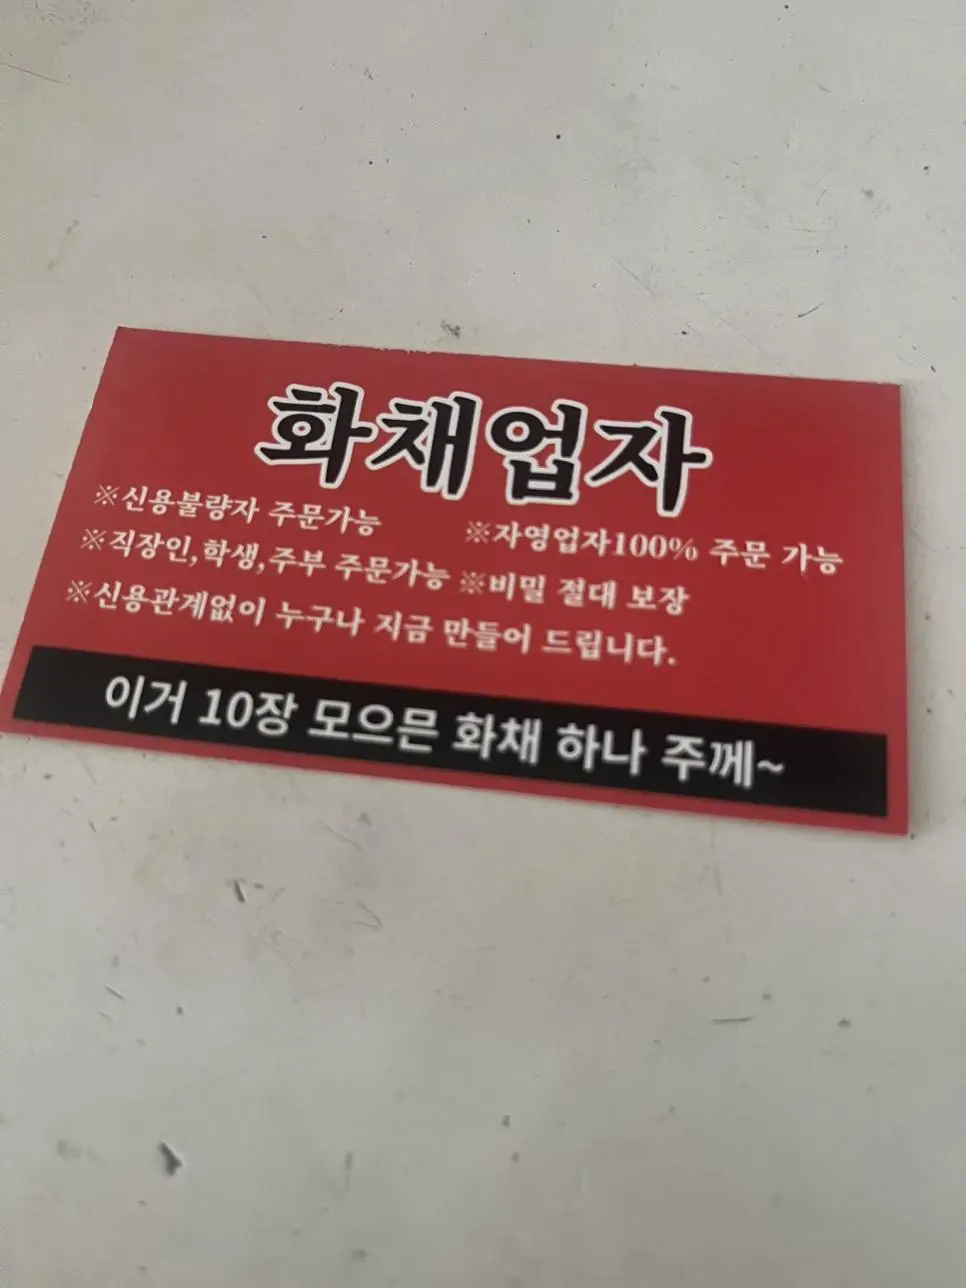 화채업자
※신용불량자 주문가능 ※자영업자100% 주문 가능
※직장인,학생,주부 주문가능 ※비밀 절대 보장
※신용관계없이 누구나 지금 만들어 드립니다.
이거 10장 모으믄 화채 하나 주께~